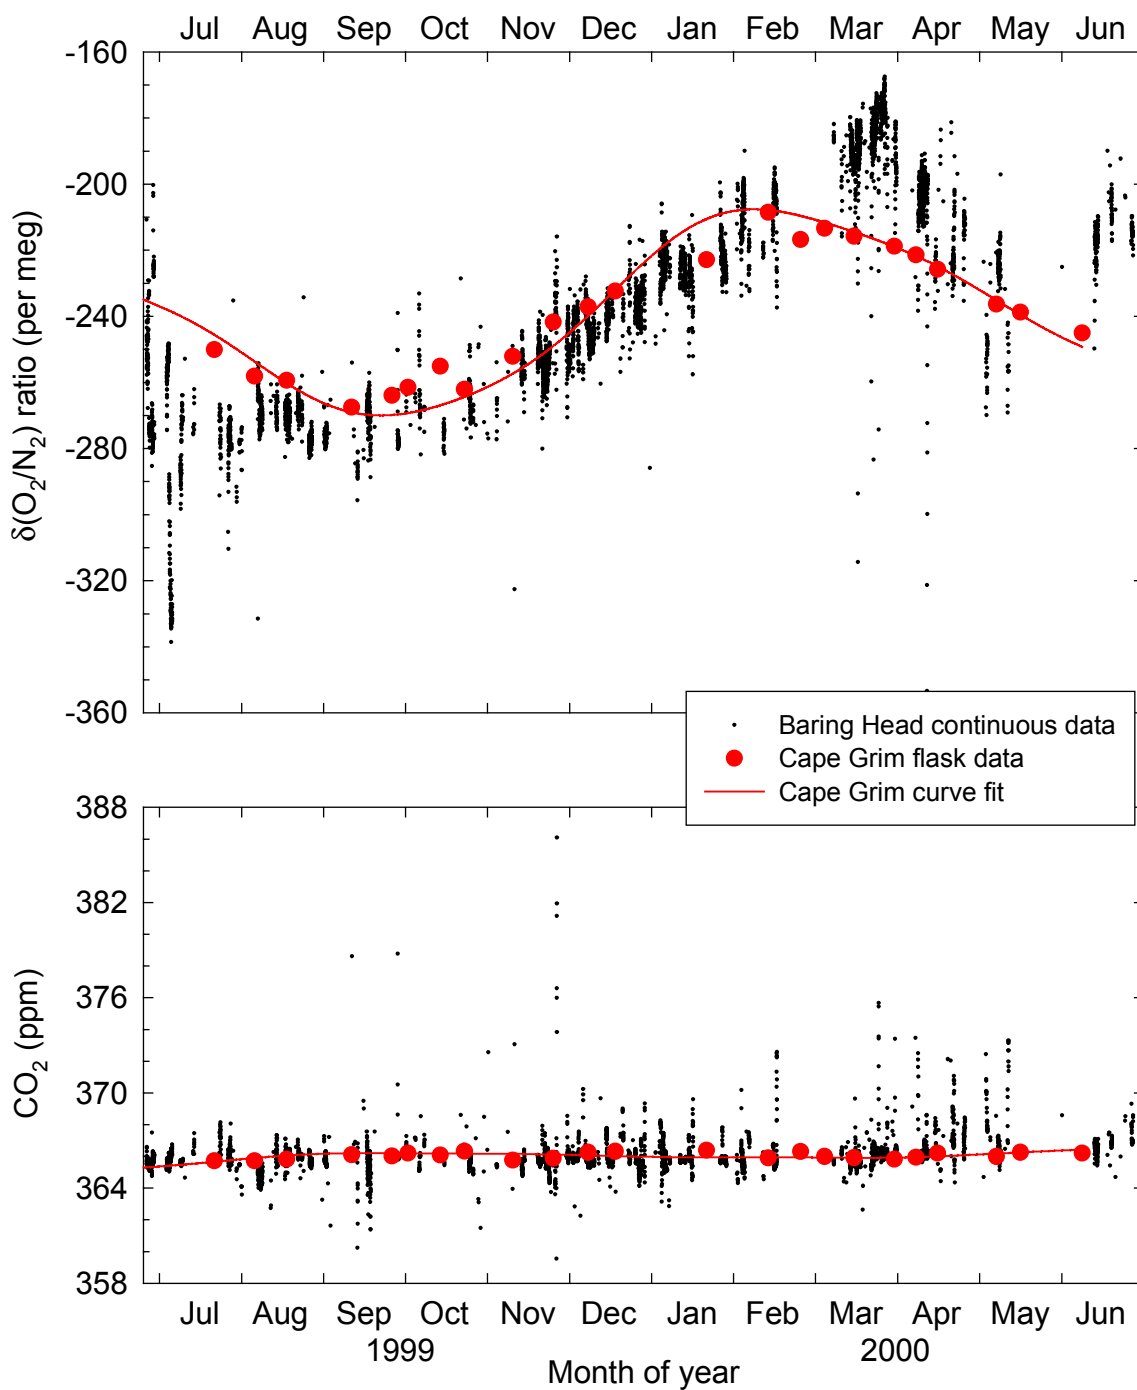 Jul Aug Sep Oct Nov Dec Jan Feb Mar Apr May Jun
-160
-200
-240
-280
-320
-360
δ(O₂/N₂) ratio (per meg)
Baring Head continuous data
Cape Grim flask data
Cape Grim curve fit
388
382
376
370
364
358
CO₂ (ppm)
Jul Aug Sep Oct Nov Dec Jan Feb Mar Apr May Jun
1999 2000
Month of year